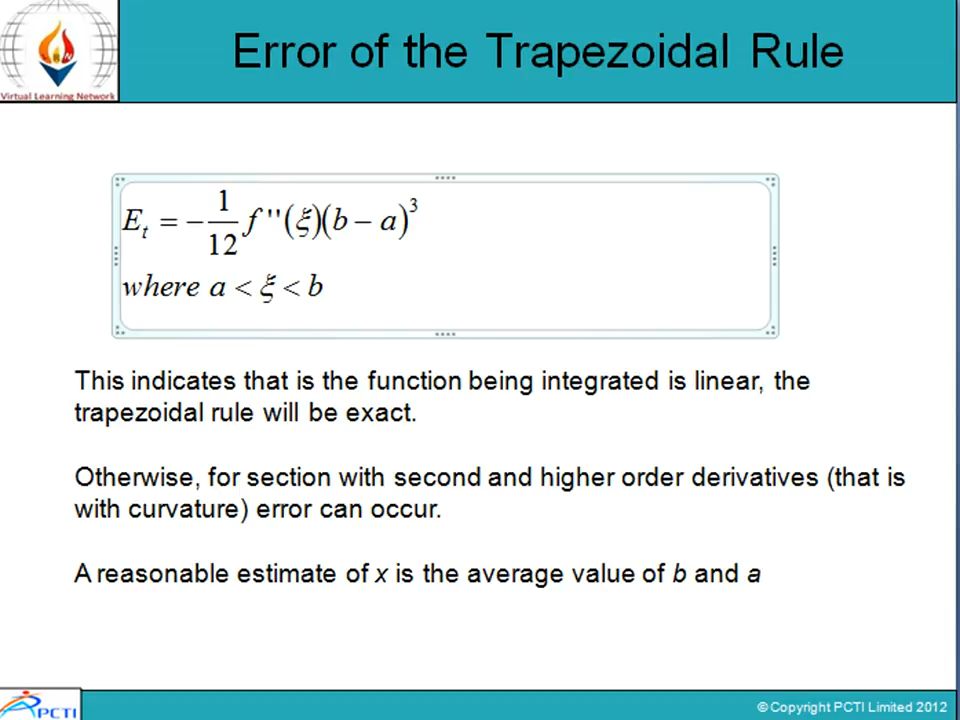 Virtual Learning Network
Error of the Trapezoidal Rule
E_t = -\frac{1}{12} f''(ξ)(b − a)^3
where a < ξ < b
This indicates that is the function being integrated is linear, the
trapezoidal rule will be exact.
Otherwise, for section with second and higher order derivatives (that is
with curvature) error can occur.
A reasonable estimate of x is the average value of b and a
PCTI
© Copyright PCTI Limited 2012